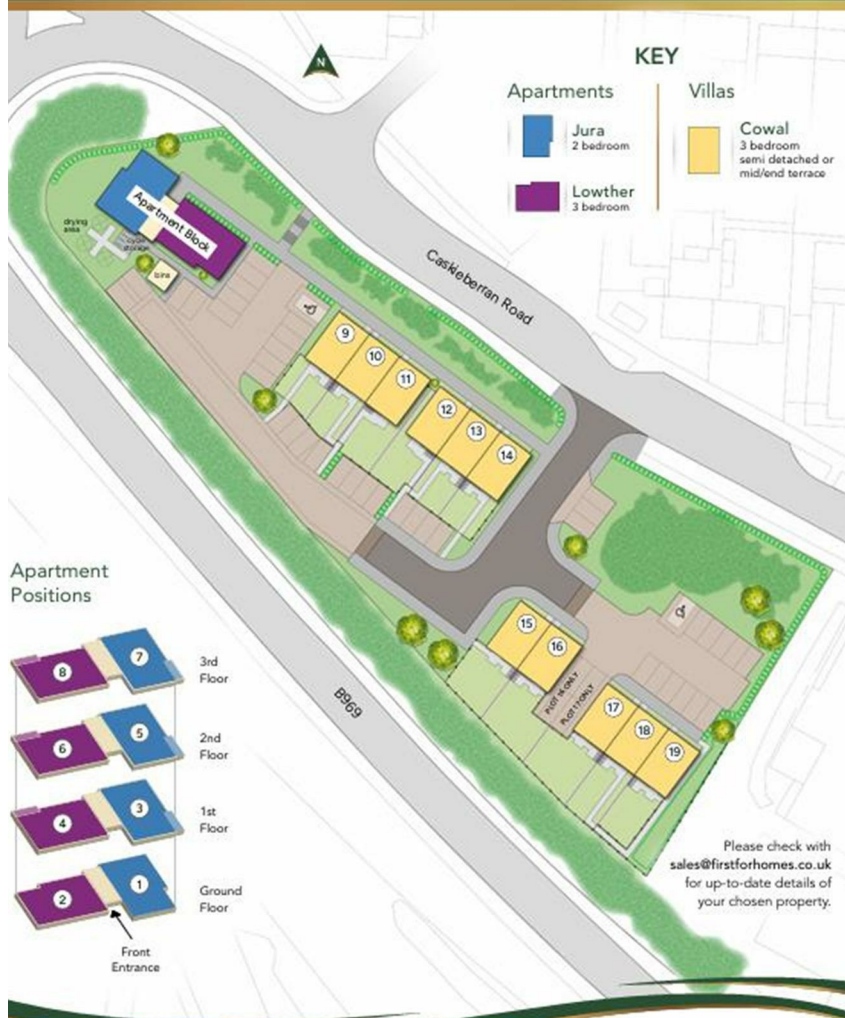 N
KEY
Apartments
Jura
2 bedroom
Lowther
3 bedroom
Villas
Cowal
3 bedroom
semi detached or
mid/end terrace
Apartment Block
drying
area
cycle
storage
bins
Caskieberran Road
9
10
11
12
13
14
15
16
PLOT 16 ONLY
PLOT 17 ONLY
17
18
19
B969
Apartment
Positions
8
7
3rd
Floor
6
5
2nd
Floor
4
3
1st
Floor
2
1
Ground
Floor
Front
Entrance
Please check with
sales@firstforhomes.co.uk
for up-to-date details of
your chosen property.